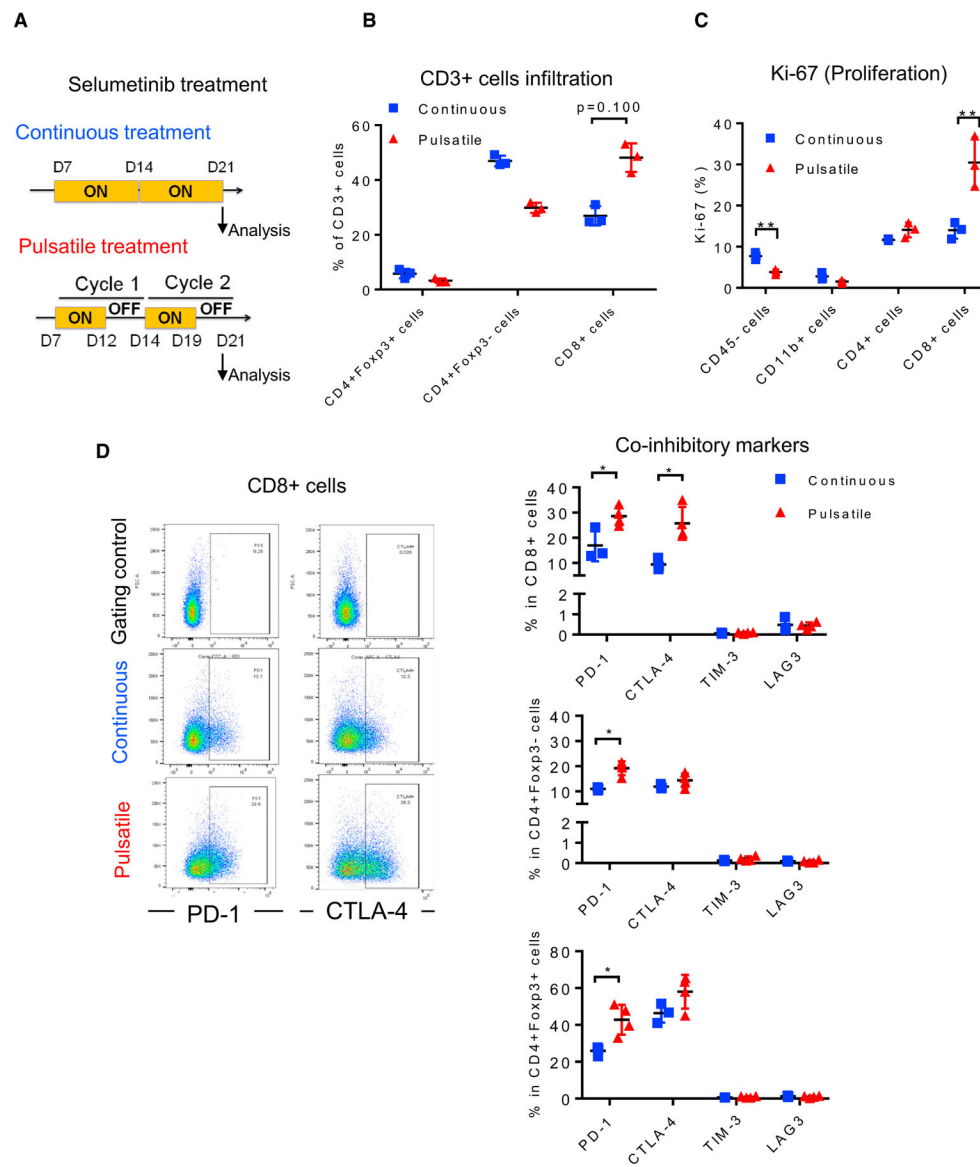 A
Selumetinib treatment
Continuous treatment
D7 D14 D21
ON ON
Analysis
Pulsatile treatment
Cycle 1 Cycle 2
ON OFF ON OFF
D7 D12 D14 D19 D21
Analysis
B
CD3+ cells infiltration
Continuous
Pulsatile
p=0.100
% of CD3+ cells
60
40
20
0
CD4+Foxp3+ cells
CD4+Foxp3- cells
CD8+ cells
C
Ki-67 (Proliferation)
Continuous
Pulsatile
**
**
Ki-67 (%)
40
30
20
10
0
CD45- cells
CD11b+ cells
CD4+ cells
CD8+ cells
D
CD8+ cells
Gating control
Continuous
Pulsatile
PD-1
CTLA-4
Co-inhibitory markers
Continuous
Pulsatile
* *
% in CD8+ cells
40
30
20
10
2
1
0
PD-1
CTLA-4
TIM-3
LAG3
*
% in CD4+Foxp3- cells
40
30
20
10
2
1
0
PD-1
CTLA-4
TIM-3
LAG3
*
% in CD4+Foxp3+ cells
80
60
40
20
0
PD-1
CTLA-4
TIM-3
LAG3